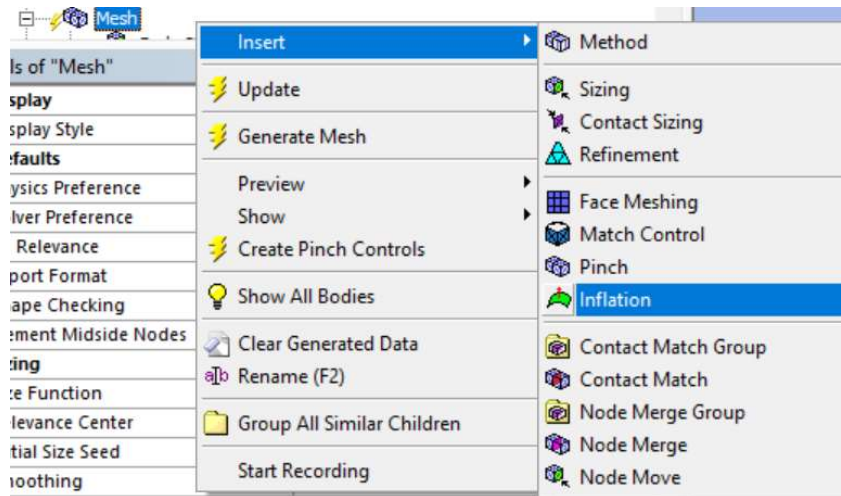 Mesh
ls of "Mesh"
splay
splay Style
efaults
ysics Preference
lver Preference
Relevance
port Format
ape Checking
ement Midside Nodes
zing
ze Function
levance Center
tial Size Seed
noothing
Insert
Update
Generate Mesh
Preview
Show
Create Pinch Controls
Show All Bodies
Clear Generated Data
Rename (F2)
Group All Similar Children
Start Recording
Method
Sizing
Contact Sizing
Refinement
Face Meshing
Match Control
Pinch
Inflation
Contact Match Group
Contact Match
Node Merge Group
Node Merge
Node Move